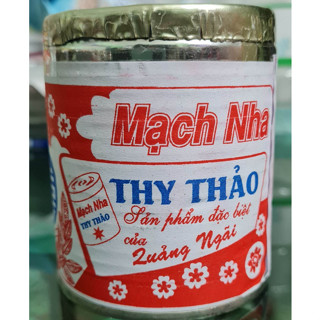 Mạch Nha
THY THẢO
Sản phẩm đặc biệt
của
Quảng Ngãi
Mạch Nha
THY THẢO